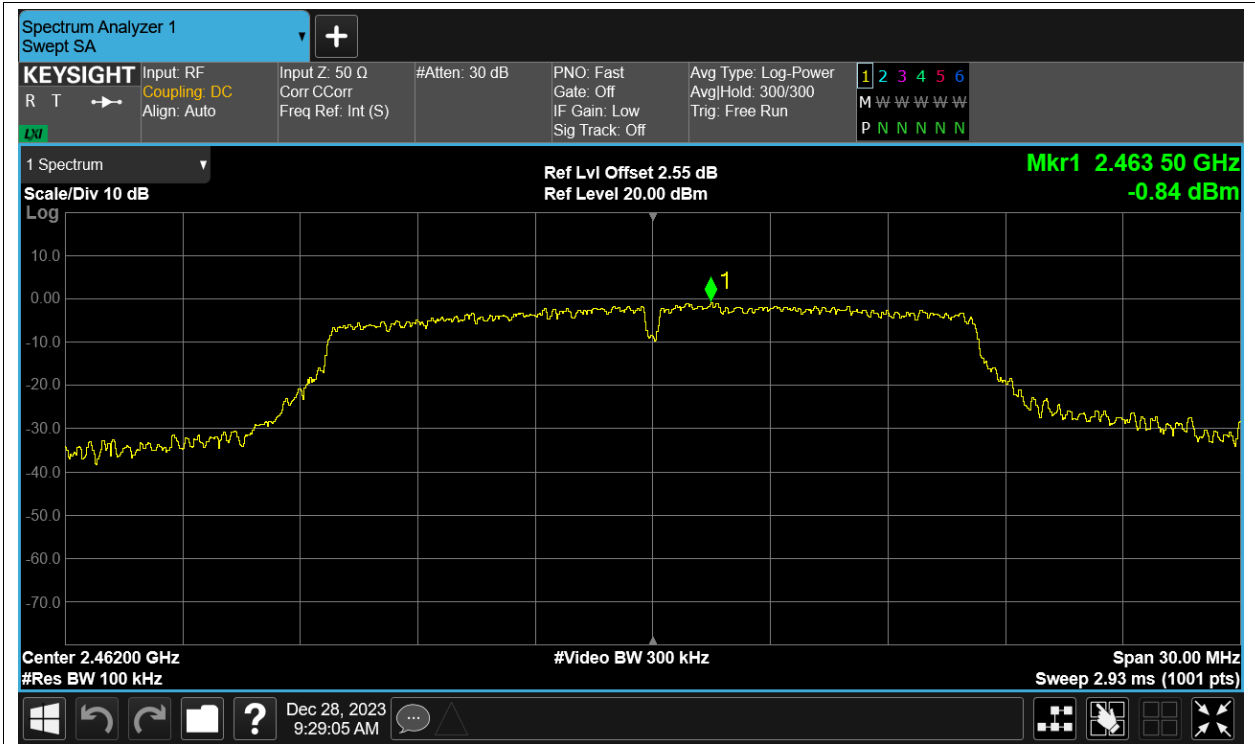 Spectrum Analyzer 1
Swept SA
KEYSIGHT
R T
LXI
Input: RF
Coupling: DC
Align: Auto
Input Z: 50 Ω
Corr CCorr
Freq Ref: Int (S)
#Atten: 30 dB
PNO: Fast
Gate: Off
IF Gain: Low
Sig Track: Off
Avg Type: Log-Power
Avg|Hold: 300/300
Trig: Free Run
1 2 3 4 5 6
M W W W W W
P N N N N N
1 Spectrum
Scale/Div 10 dB
Log
Ref Lvl Offset 2.55 dB
Ref Level 20.00 dBm
Mkr1 2.463 50 GHz
-0.84 dBm
10.0
0.00
-10.0
-20.0
-30.0
-40.0
-50.0
-60.0
-70.0
1
Center 2.46200 GHz
#Res BW 100 kHz
#Video BW 300 kHz
Span 30.00 MHz
Sweep 2.93 ms (1001 pts)
?
Dec 28, 2023
9:29:05 AM